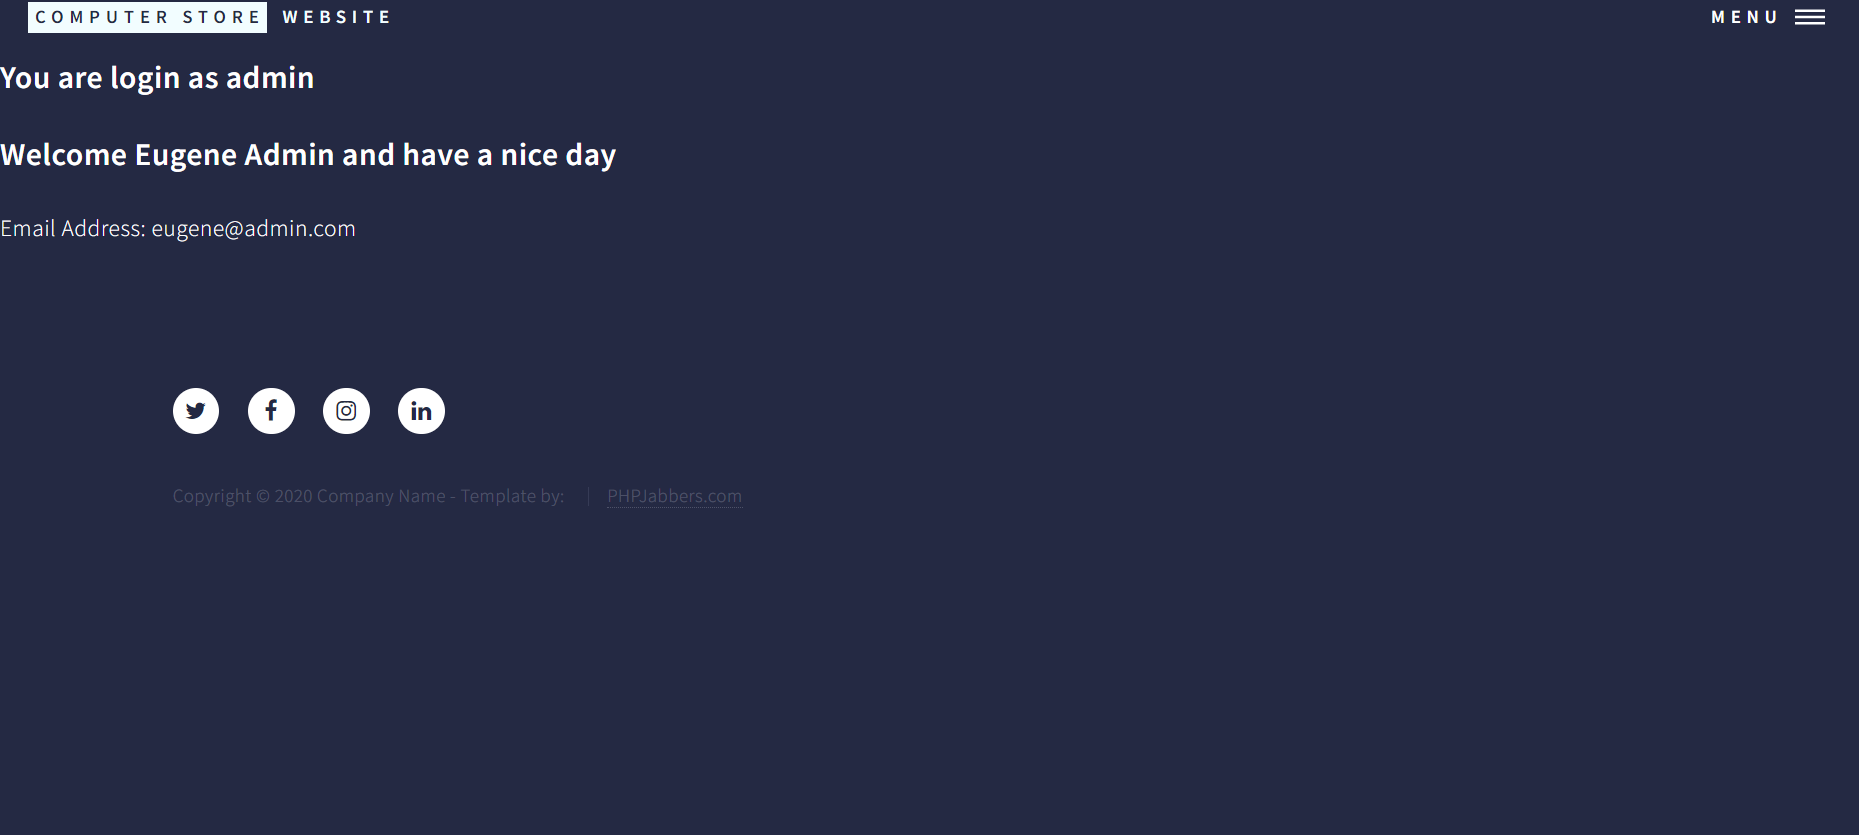 COMPUTER STORE WEBSITE
MENU
You are login as admin
Welcome Eugene Admin and have a nice day
Email Address: eugene@admin.com
Copyright © 2020 Company Name - Template by: PHPJabbers.com